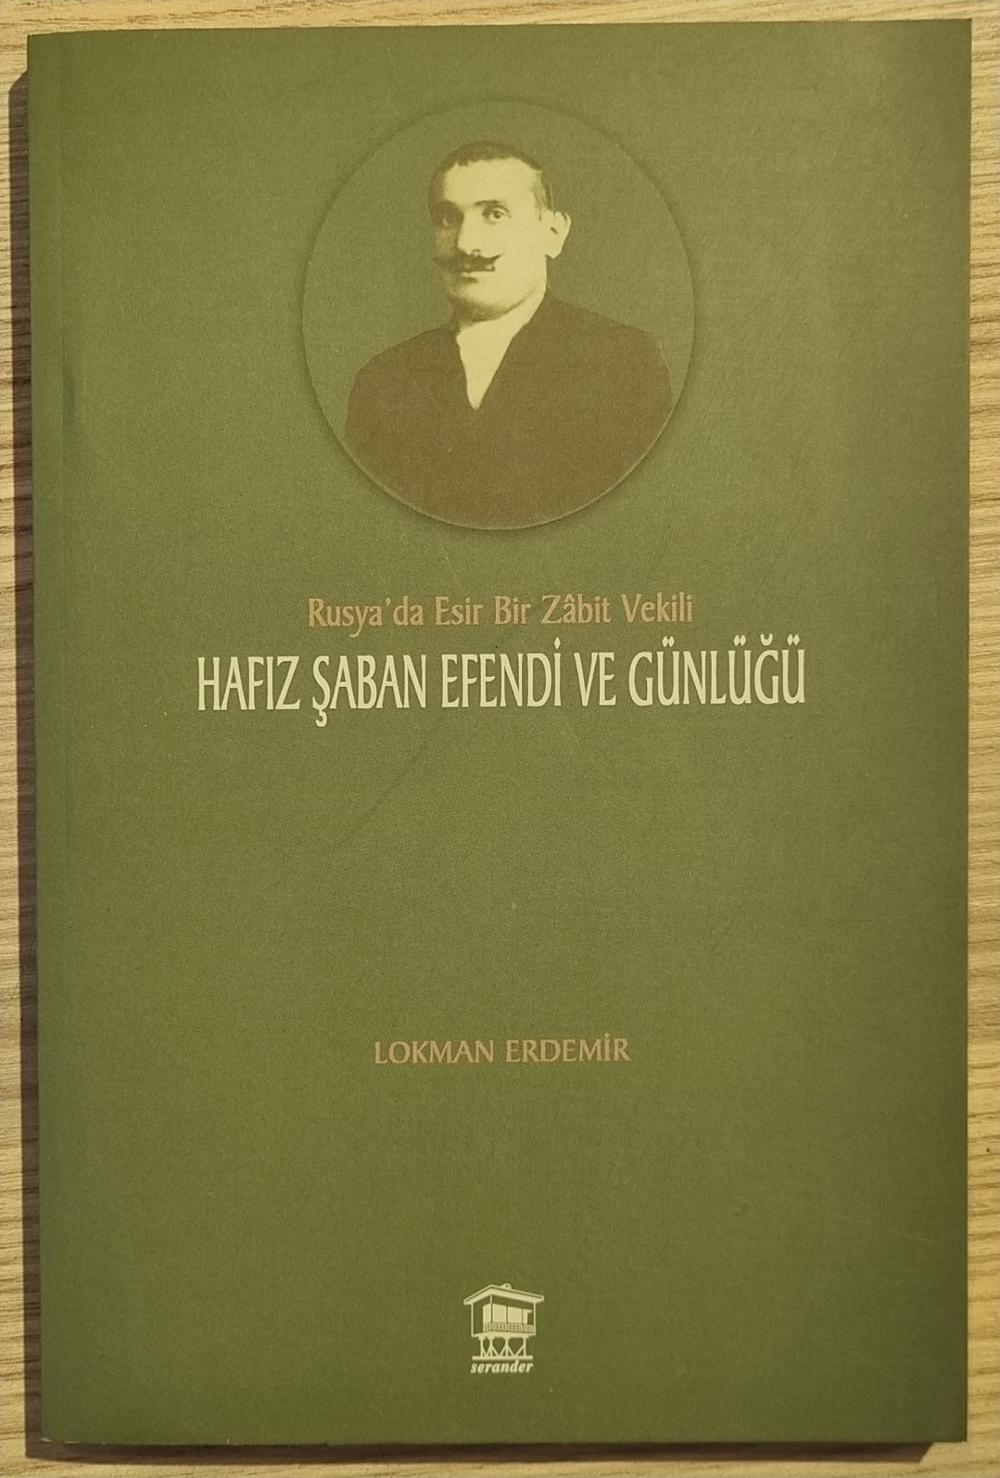 Rusya'da Esir Bir Zâbit Vekili
HAFIZ ŞABAN EFENDİ VE GÜNLÜĞÜ
LOKMAN ERDEMİR
serander